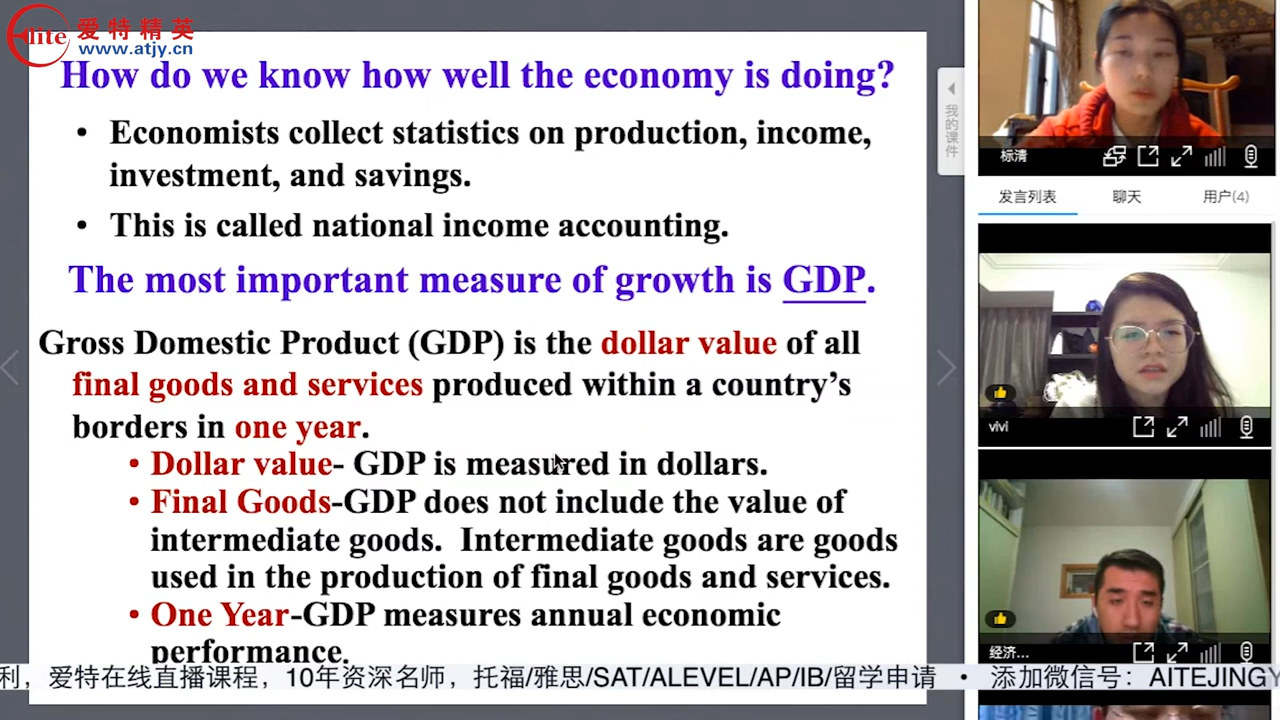 Elite 爱特精英
www.atjy.cn
How do we know how well the economy is doing?
• Economists collect statistics on production, income,
investment, and savings.
• This is called national income accounting.
The most important measure of growth is GDP.
Gross Domestic Product (GDP) is the dollar value of all
final goods and services produced within a country's
borders in one year.
• Dollar value- GDP is measured in dollars.
• Final Goods-GDP does not include the value of
intermediate goods. Intermediate goods are goods
used in the production of final goods and services.
• One Year-GDP measures annual economic
performance.
我的课件
标清
发言列表 聊天 用户(4)
vivi
经济...
利，爱特在线直播课程，10年资深名师，托福/雅思/SAT/ALEVEL/AP/IB/留学申请 • 添加微信号：AITEJINGY